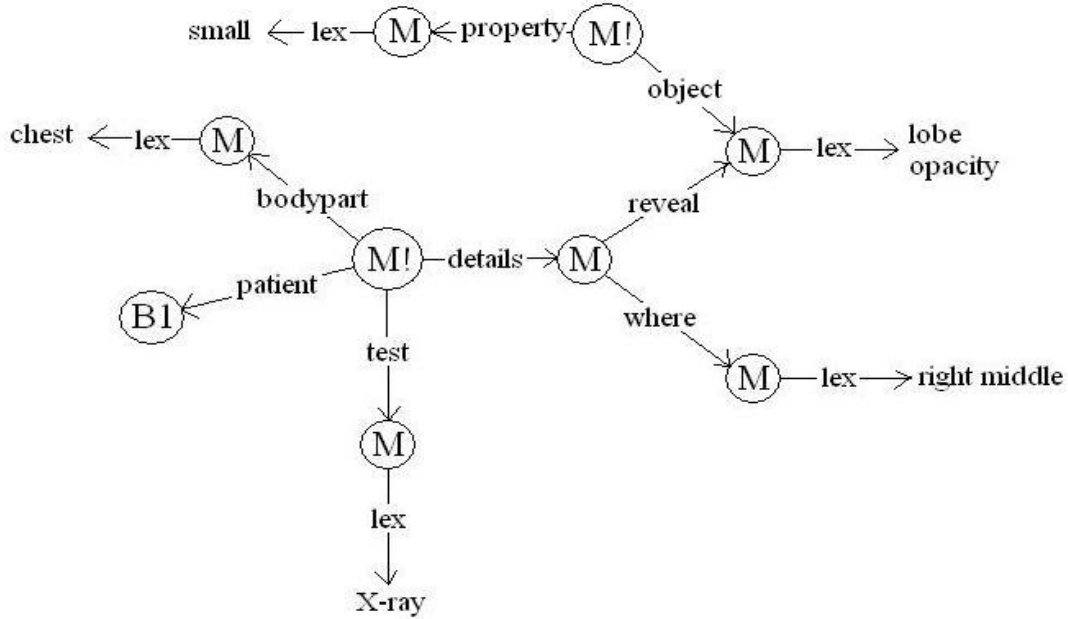 small lex M property M!
object
chest lex M
M lex lobe
opacity
bodypart
reveal
M! details M
patient
B1
where
test
M lex right middle
M
lex
X-ray